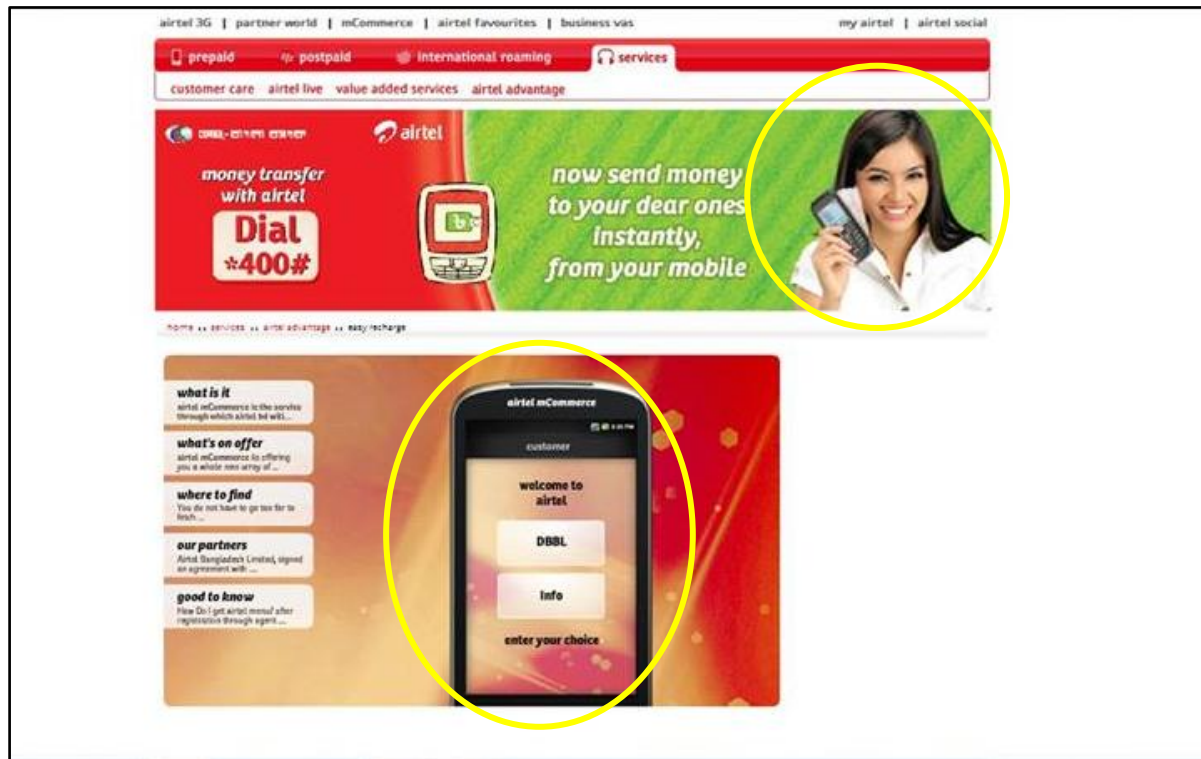 airtel 3G | partner world | mCommerce | airtel favourites | business vas
my airtel | airtel social
prepaid postpaid international roaming services
customer care airtel live value added services airtel advantage
airtel
money transfer
with airtel
Dial
*400#
now send money
to your dear ones
instantly,
from your mobile
home :: services :: airtel advantage :: easy recharge
what is it
airtel mCommerce is the service
through which airtel bd will...
what's on offer
airtel mCommerce is offering
you a whole new array of ...
where to find
You do not have to go too far to
...
our partners
Airtel Bangladesh Limited, signed
an agreement with ...
good to know
How Do I get airtel menu? after
registration through agent ...
airtel mCommerce
customer
welcome to
airtel
DBBL
Info
enter your choice